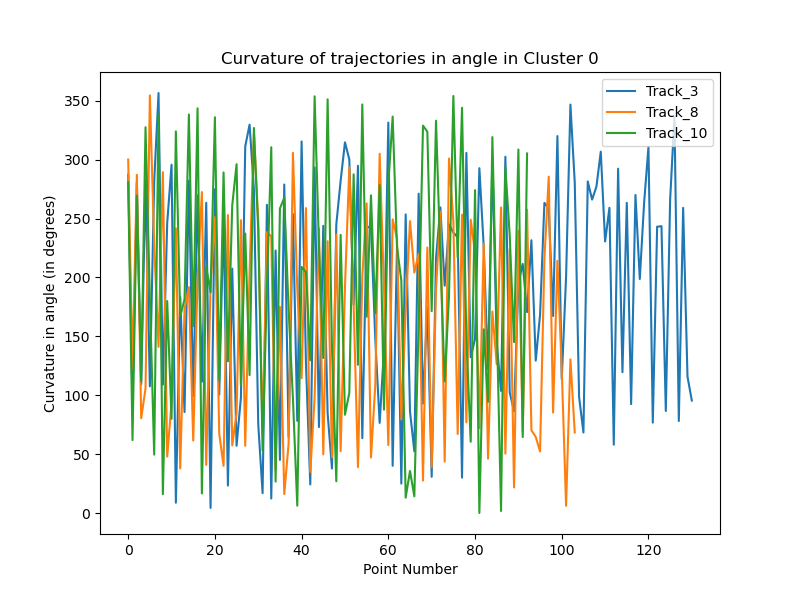 Curvature of trajectories in angle in Cluster 0
Track_3
Track_8
Track_10
Curvature in angle (in degrees)
350
300
250
200
150
100
50
0
0 20 40 60 80 100 120
Point Number